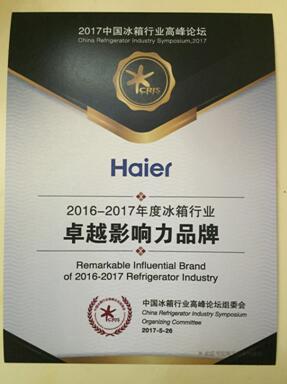 2017中国冰箱行业高峰论坛
China Refrigerator Industry Symposium,2017
CRIS
Haier
2016-2017年度冰箱行业
卓越影响力品牌
Remarkable Influential Brand
of 2016-2017 Refrigerator Industry
中国冰箱行业高峰论坛组委会
China Refrigerator Industry Symposium
Organizing Committee
2017-5-26